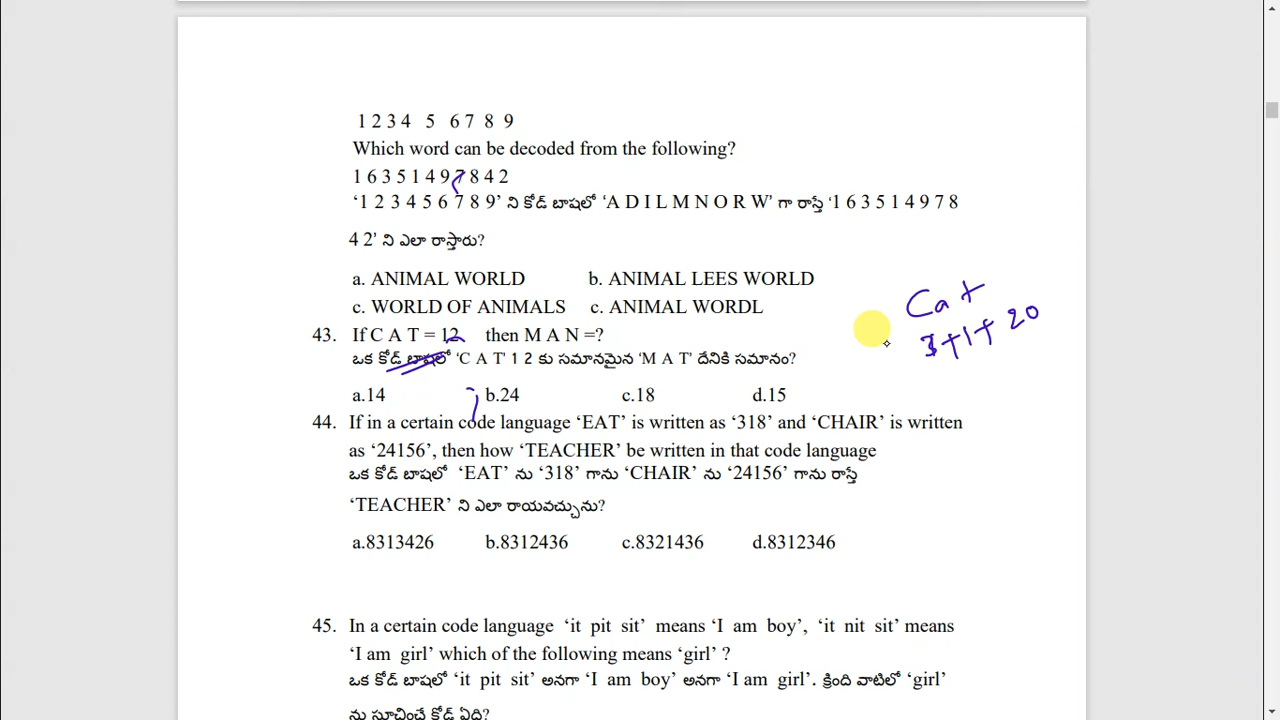 1 2 3 4 5 6 7 8 9
Which word can be decoded from the following?
1 6 3 5 1 4 9 7 8 4 2
‘1 2 3 4 5 6 7 8 9’ ని కోడ్ బాషలో ‘A D I L M N O R W’ గా రాస్తే ‘1 6 3 5 1 4 9 7 8
4 2’ ని ఎలా రాస్తారు?
a. ANIMAL WORLD b. ANIMAL LEES WORLD
c. WORLD OF ANIMALS c. ANIMAL WORDL
Cat
3+1+20
43. If C A T = 12 then M A N =?
ఒక కోడ్ బాషలో ‘C A T’ 1 2 కు సమానమైన ‘M A T’ దేనికి సమానం?
a.14 b.24 c.18 d.15
44. If in a certain code language ‘EAT’ is written as ‘318’ and ‘CHAIR’ is written
as ‘24156’, then how ‘TEACHER’ be written in that code language
ఒక కోడ్ బాషలో ‘EAT’ ను ‘318’ గాను ‘CHAIR’ ను ‘24156’ గాను రాస్తే
‘TEACHER’ ని ఎలా రాయవచ్చును?
a.8313426 b.8312436 c.8321436 d.8312346
45. In a certain code language ‘it pit sit’ means ‘I am boy’, ‘it nit sit’ means
‘I am girl’ which of the following means ‘girl’ ?
ఒక కోడ్ బాషలో ‘it pit sit’ అనగా ‘I am boy’ అనగా ‘I am girl’. క్రింది వాటిలో ‘girl’
ను సూచించే కోడ్ ఏది?